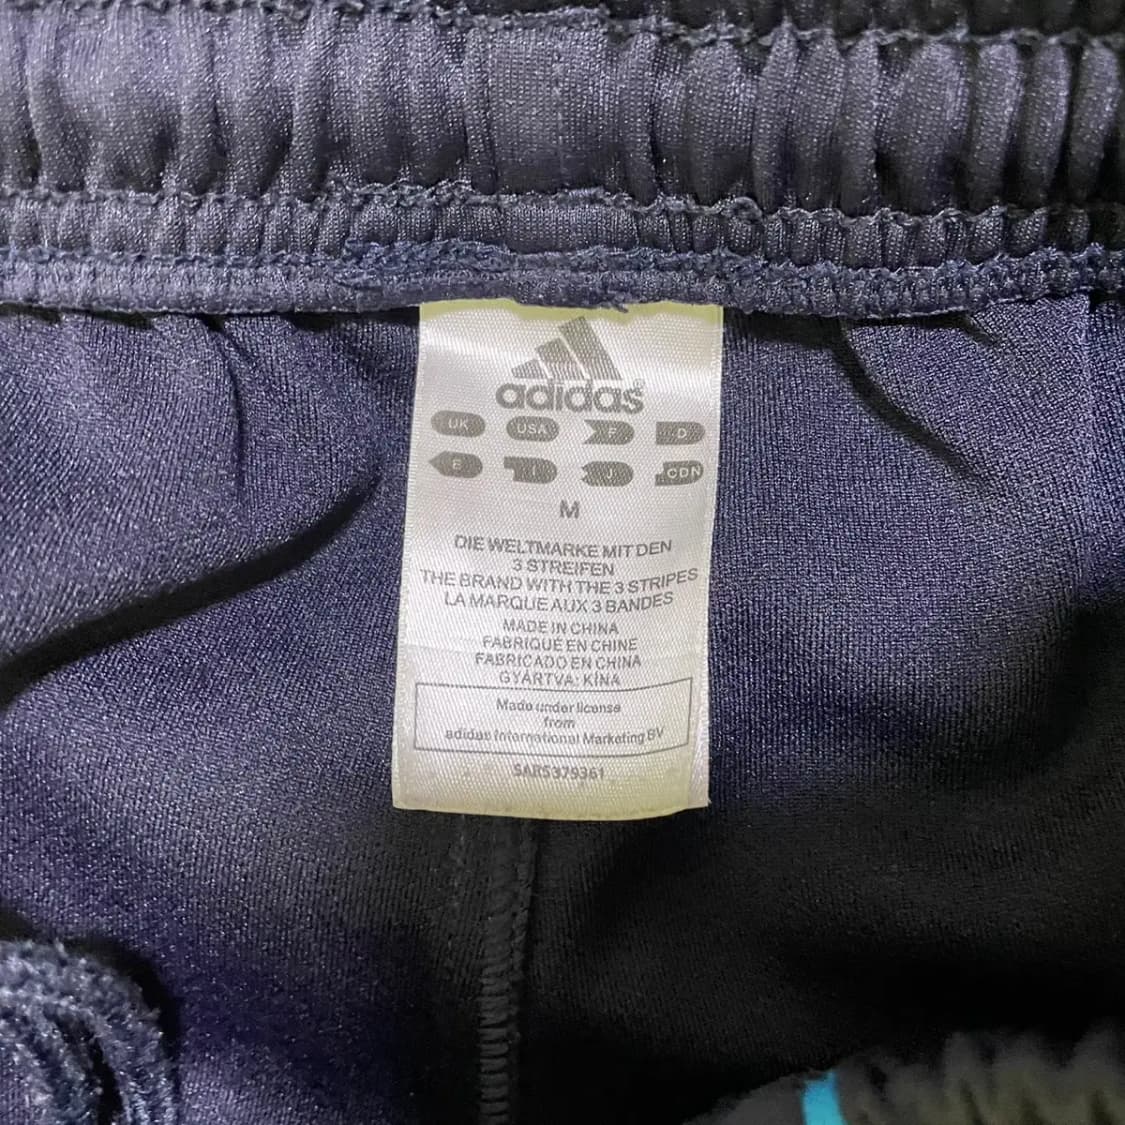 adidas®
UK USA F D
E I J CDN
M
DIE WELTMARKE MIT DEN
3 STREIFEN
THE BRAND WITH THE 3 STRIPES
LA MARQUE AUX 3 BANDES
MADE IN CHINA
FABRIQUÉ EN CHINE
FABRICADO EN CHINA
GYÁRTVA: KÍNA
Made under license
from
adidas International Marketing BV
SARS379361